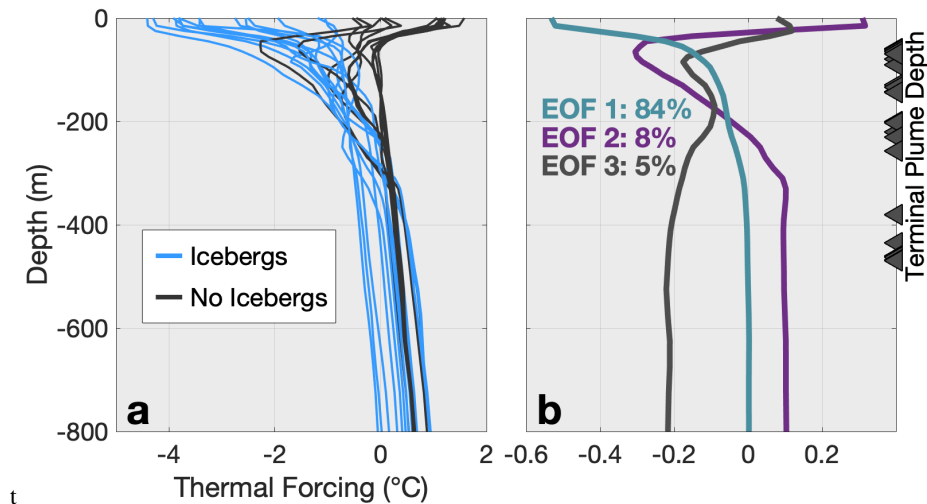 0
-200
-400
-600
-800
Depth (m)
Icebergs
No Icebergs
a
-4
-2
0
2
Thermal Forcing (°C)
EOF 1: 84%
EOF 2: 8%
EOF 3: 5%
b
-0.6
-0.4
-0.2
0
0.2
Terminal Plume Depth
t